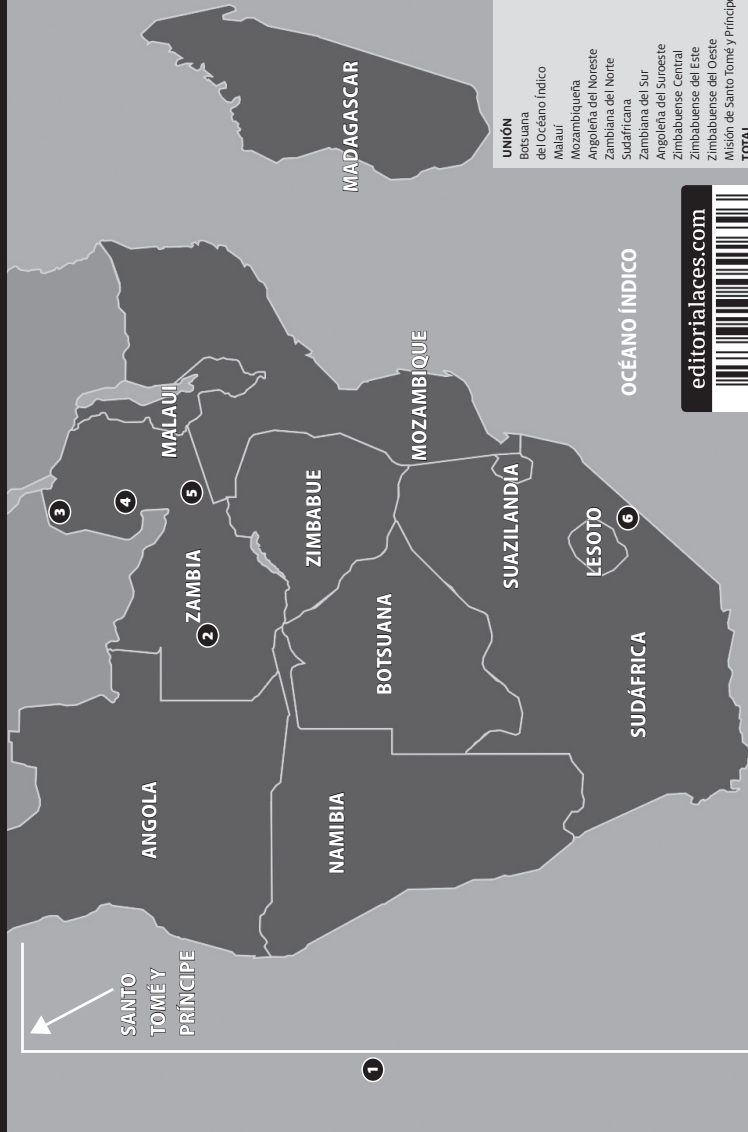 SANTO
TOMÉ Y
PRÍNCIPE
1
ANGOLA
NAMIBIA
ZAMBIA
2
3
4
5
MALAUI
ZIMBABUE
BOTSUANA
MOZAMBIQUE
MADAGASCAR
SUAZILANDIA
LESOTO
6
SUDÁFRICA
OCÉANO ÍNDICO
editorialaces.com
UNIÓN
Botsuana
del Océano Índico
Malauí
Mozambiqueña
Angoleña del Noreste
Zambiana del Norte
Sudafricana
Zambiana del Sur
Angoleña del Suroeste
Zimbabuense Central
Zimbabuense del Este
Zimbabuense del Oeste
Misión de Santo Tomé y Príncipe
TOTAL